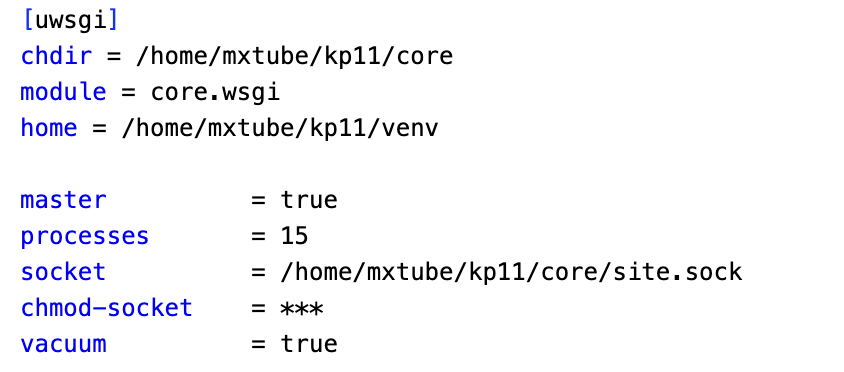 [uwsgi]
chdir = /home/mxtube/kp11/core
module = core.wsgi
home = /home/mxtube/kp11/venv
master = true
processes = 15
socket = /home/mxtube/kp11/core/site.sock
chmod-socket = ***
vacuum = true